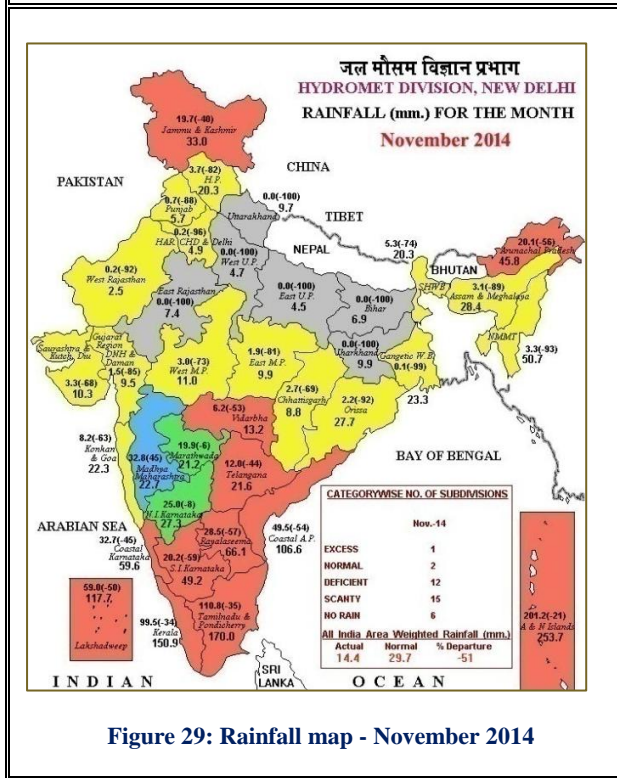 जल मौसम विज्ञान प्रभाग
HYDROMET DIVISION, NEW DELHI
RAINFALL (mm.) FOR THE MONTH
November 2014
19.7(-40)
Jammu & Kashmir
33.0
CHINA
PAKISTAN
3.7(-82)
H.P.
20.3
0.7(-88)
Punjab
5.7
0.0(-100)
9.7
Uttarakhand
TIBET
0.2(-96)
HAR. CHD & Delhi
4.9
NEPAL
0.0(-100)
West U.P.
4.7
5.3(-74)
20.3
SHWB
BHUTAN
20.1(-56)
Arunachal Pradesh
45.8
0.2(-92)
West Rajasthan
2.5
East Rajasthan
0.0(-100)
7.4
0.0(-100)
East U.P.
4.5
0.0(-100)
Bihar
6.9
3.1(-89)
Assam & Meghalaya
28.4
NMMT
3.3(-93)
50.7
Saurashtra &
Kutch, Diu
3.3(-68)
10.3
Gujarat
Region
DNH &
Daman
1.5(-85)
9.5
3.0(-73)
West M.P.
11.0
1.9(-81)
East M.P.
9.9
0.0(-100)
Jharkhand
9.9
Gangetic W.B.
0.1(-99)
23.3
2.7(-69)
Chhattisgarh
8.8
2.2(-92)
Orissa
27.7
6.2(-53)
Vidarbha
13.2
8.2(-63)
Konkan
& Goa
22.3
32.8(45)
Madhya
Maharashtra
22.7
19.9(-6)
Marathwada
21.2
12.0(-44)
Telangana
21.6
BAY OF BENGAL
25.0(-8)
N.I.Karnataka
27.3
ARABIAN SEA
32.7(-45)
Coastal
Karnataka
59.6
28.5(-57)
Rayalaseema
66.1
49.5(-54)
Coastal A.P.
106.6
20.2(-59)
S.I.Karnataka
49.2
59.0(-50)
117.7
Lakshadweep
99.5(-34)
Kerala
150.9
110.8(-35)
Tamilnadu &
Pondicherry
170.0
CATEGORYWISE NO. OF SUBDIVISIONS
Nov.-14
EXCESS 1
NORMAL 2
DEFICIENT 12
SCANTY 15
NO RAIN 6
All India Area Weighted Rainfall (mm.)
Actual Normal % Departure
14.4 29.7 -51
201.2(-21)
A & N Islands
253.7
SRI
LANKA
INDIAN OCEAN
Figure 29: Rainfall map - November 2014